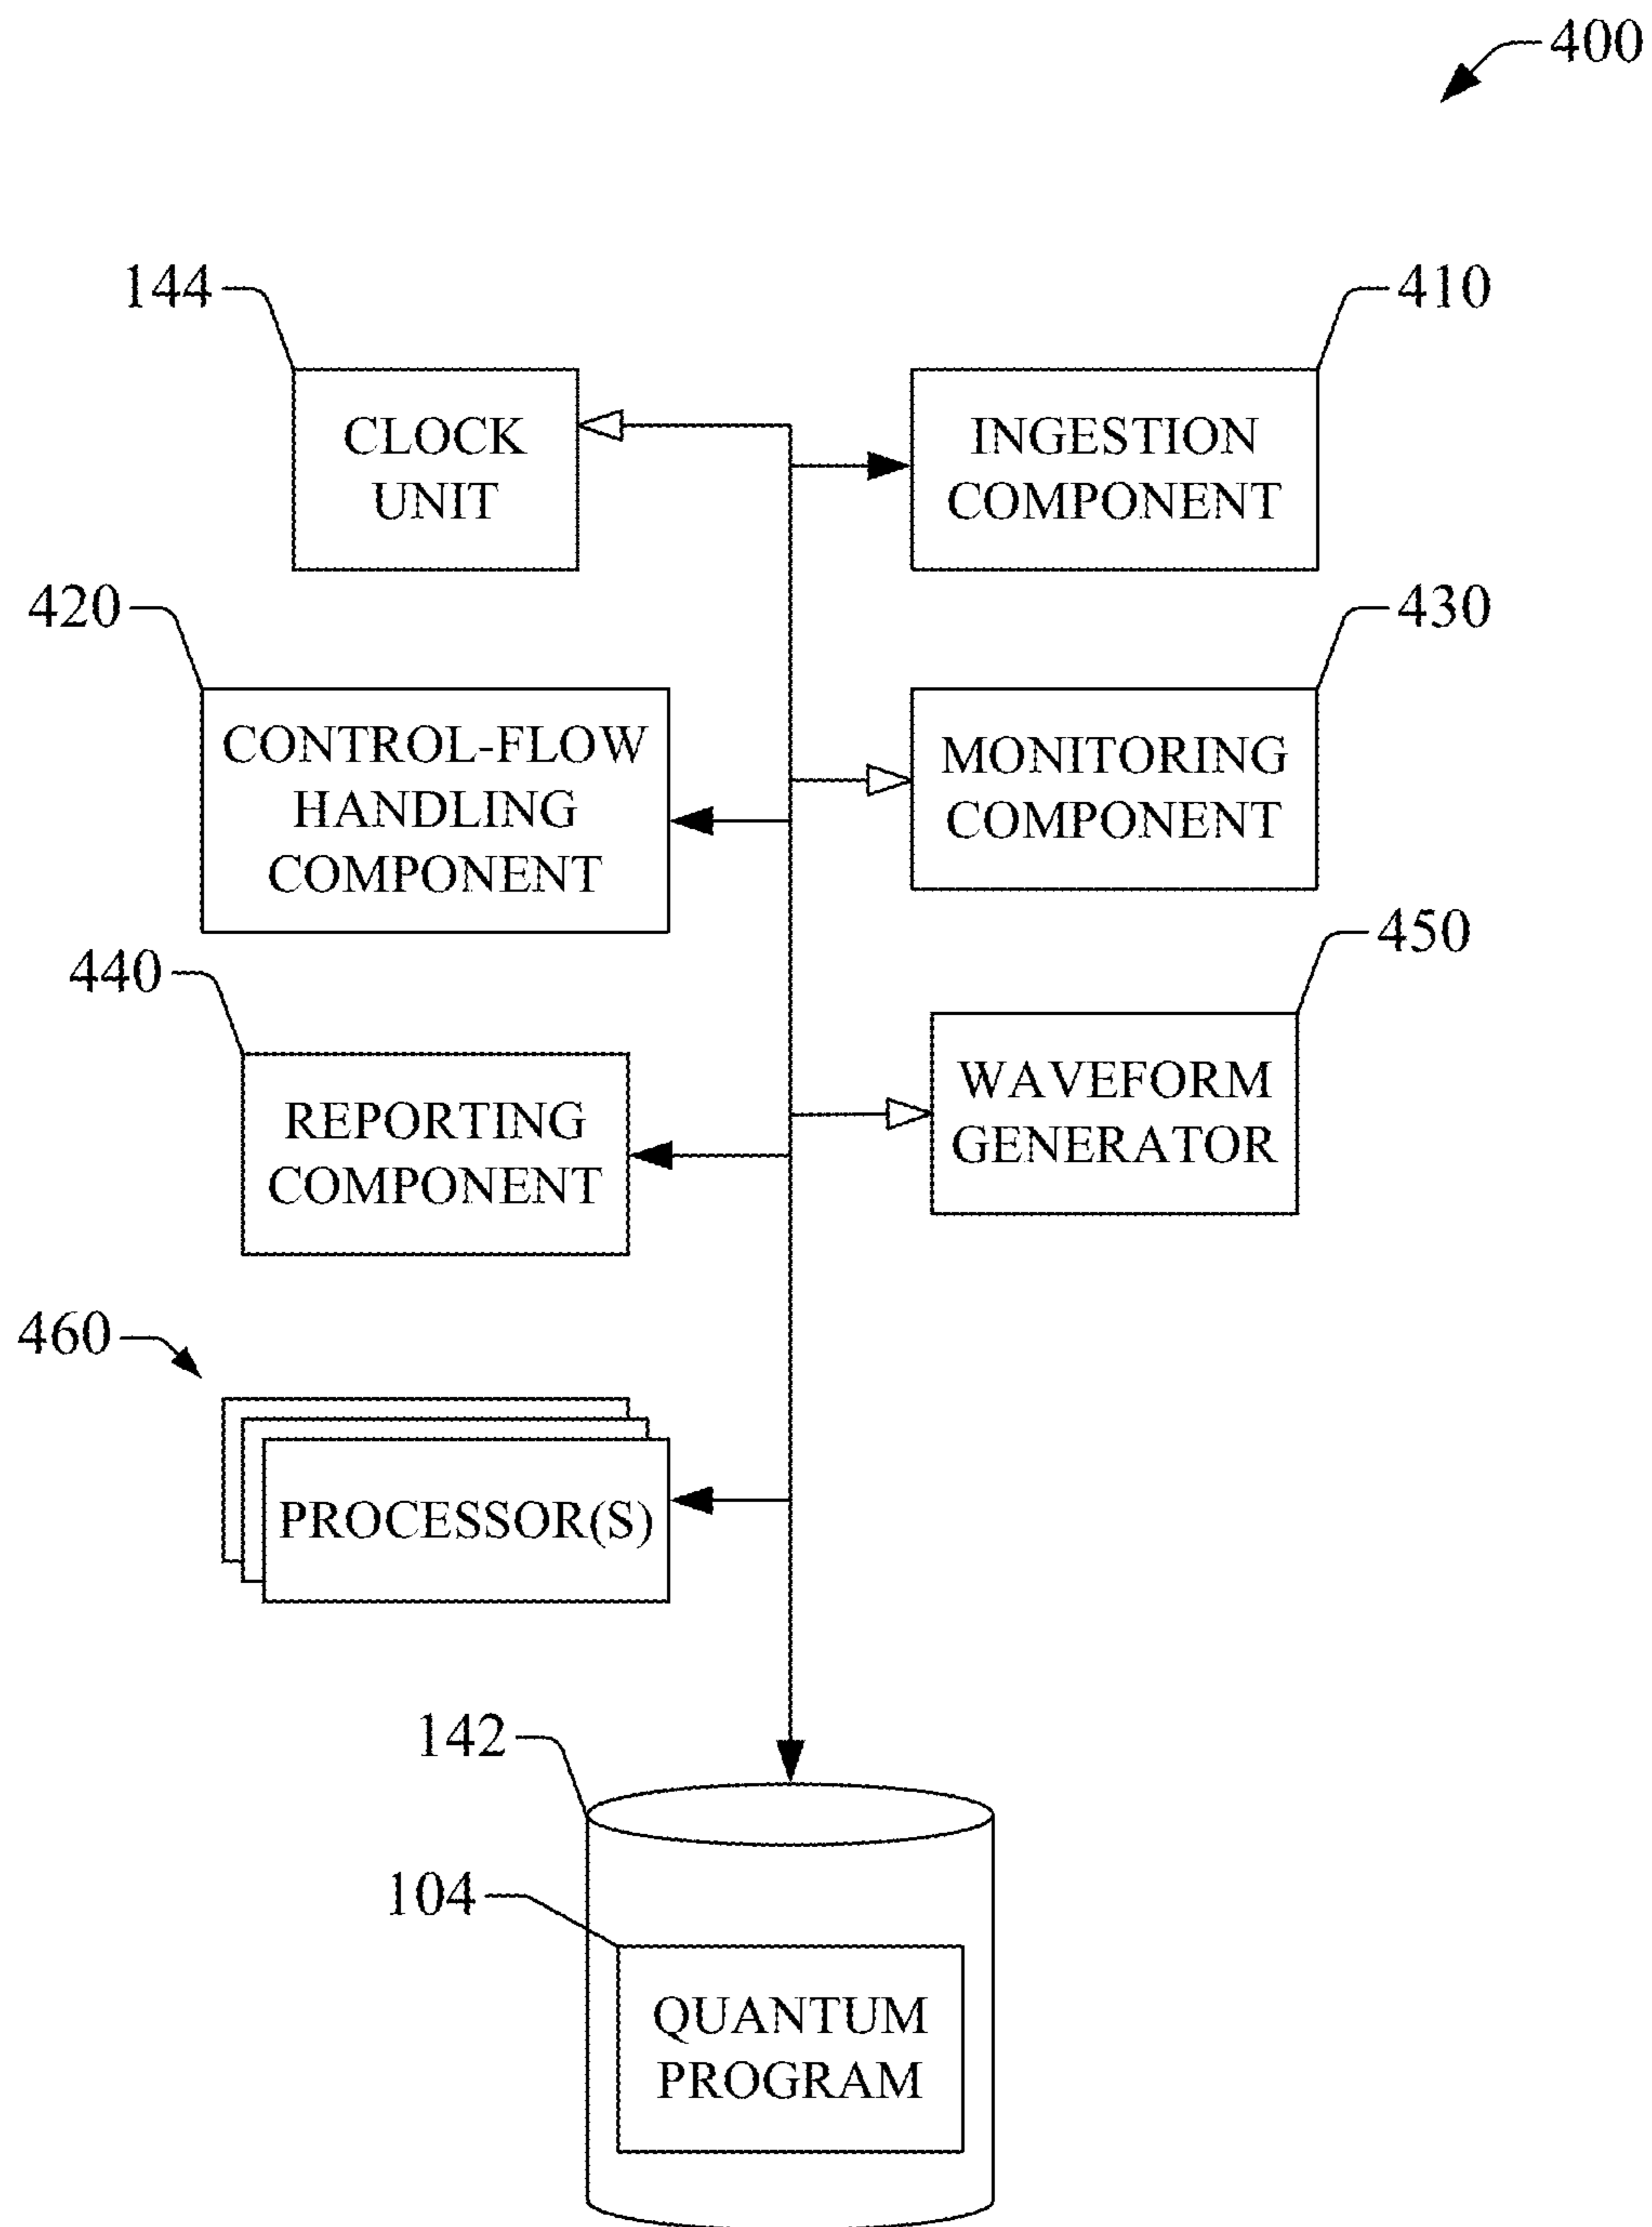 400
144
410
CLOCK
UNIT
INGESTION
COMPONENT
420
430
CONTROL-FLOW
HANDLING
COMPONENT
MONITORING
COMPONENT
440
450
REPORTING
COMPONENT
WAVEFORM
GENERATOR
460
PROCESSOR(S)
142
104
QUANTUM
PROGRAM